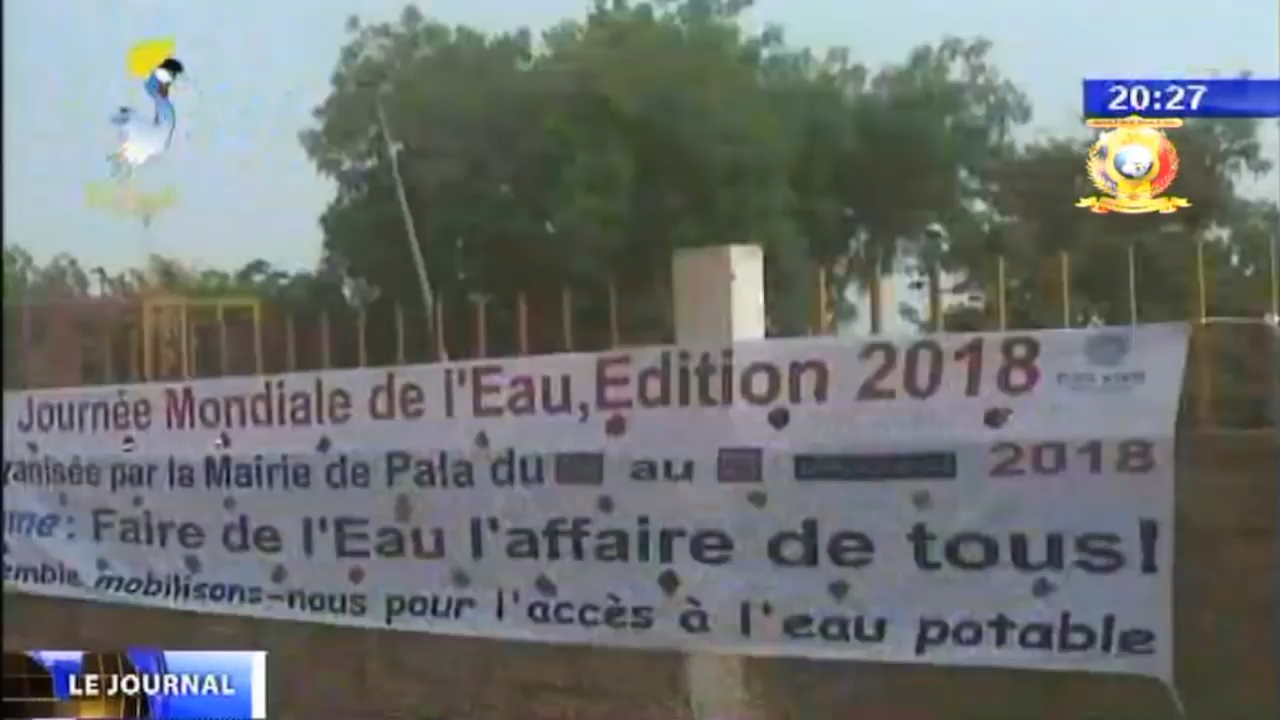 20:27
Journée Mondiale de l'Eau, Edition 2018
ganisée par la Mairie de Pala du au 2018
me: Faire de l'Eau l'affaire de tous!
emble mobilisons-nous pour l'accès à l'eau potable
LE JOURNAL